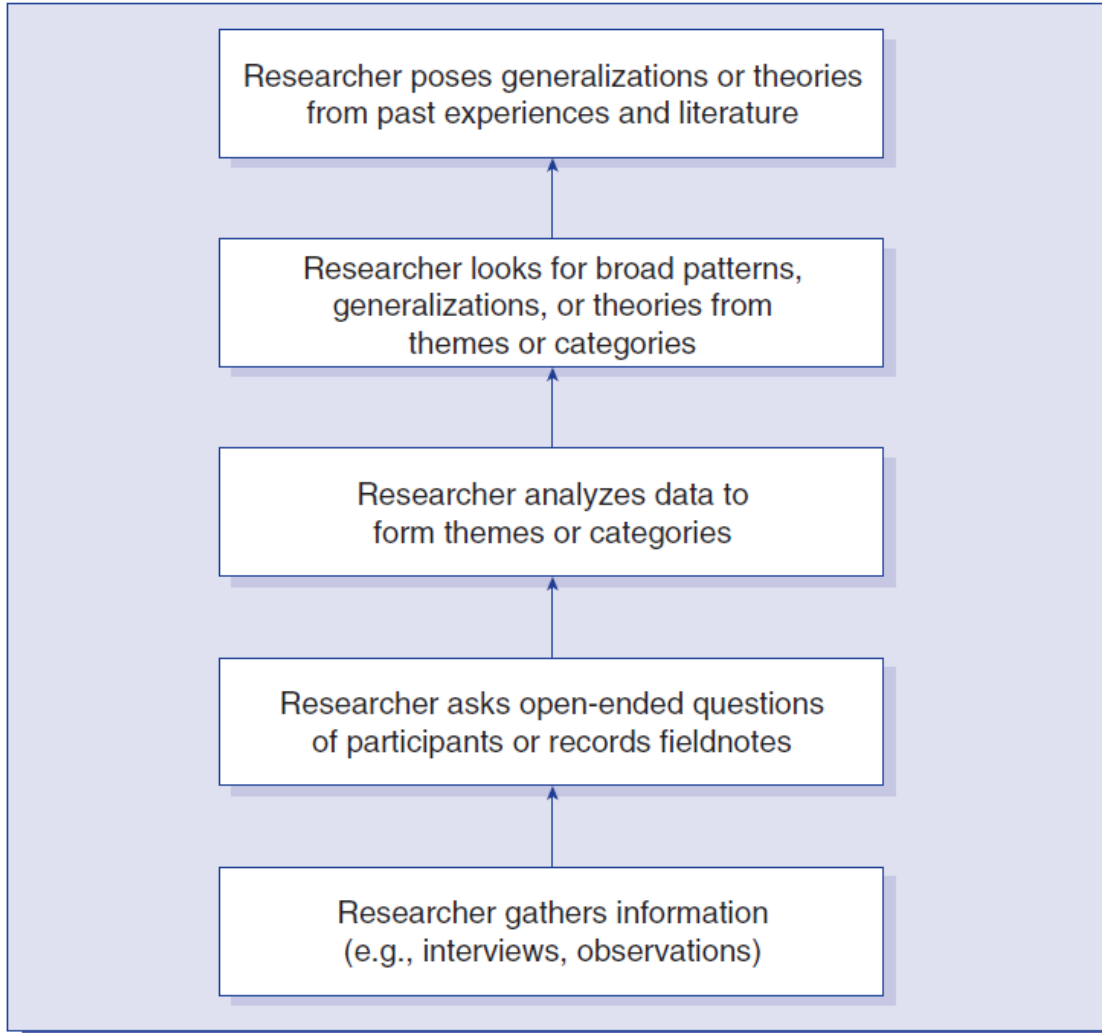 Researcher poses generalizations or theories
from past experiences and literature
Researcher looks for broad patterns,
generalizations, or theories from
themes or categories
Researcher analyzes data to
form themes or categories
Researcher asks open-ended questions
of participants or records fieldnotes
Researcher gathers information
(e.g., interviews, observations)